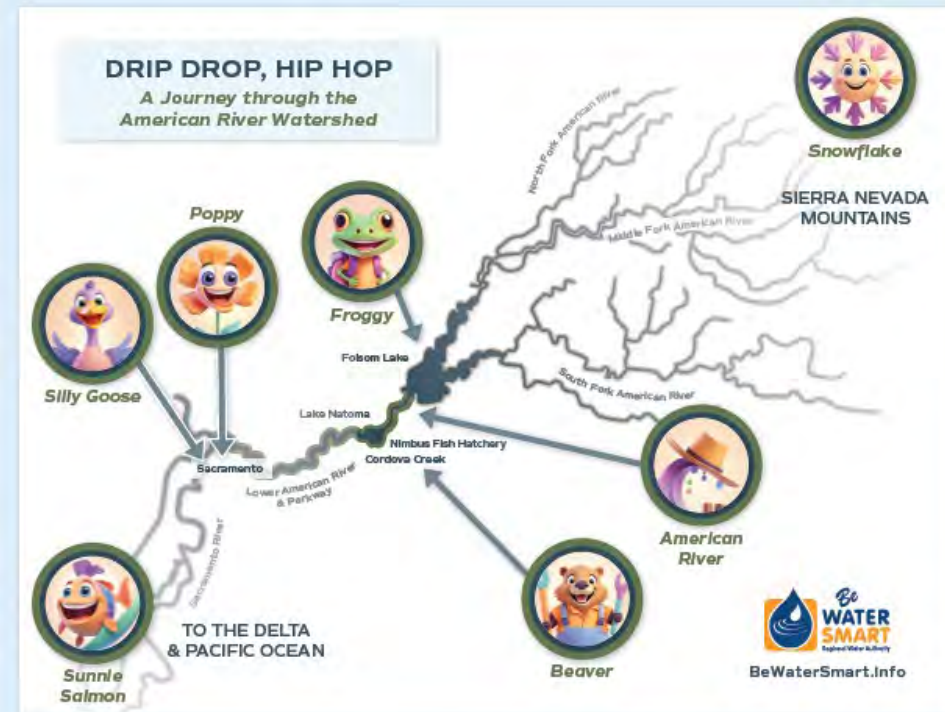 DRIP DROP, HIP HOP
A Journey through the
American River Watershed
Snowflake
SIERRA NEVADA
MOUNTAINS
North Fork American River
Middle Fork American River
Poppy
Froggy
Silly Goose
Folsom Lake
South Fork American River
Lake Natoma
Nimbus Fish Hatchery
Cordova Creek
Sacramento
Lower American River
& Parkway
Sacramento River
American
River
TO THE DELTA
& PACIFIC OCEAN
Sunnie
Salmon
Beaver
Be
WATER
SMART
Regional Water Authority
BeWaterSmart.Info